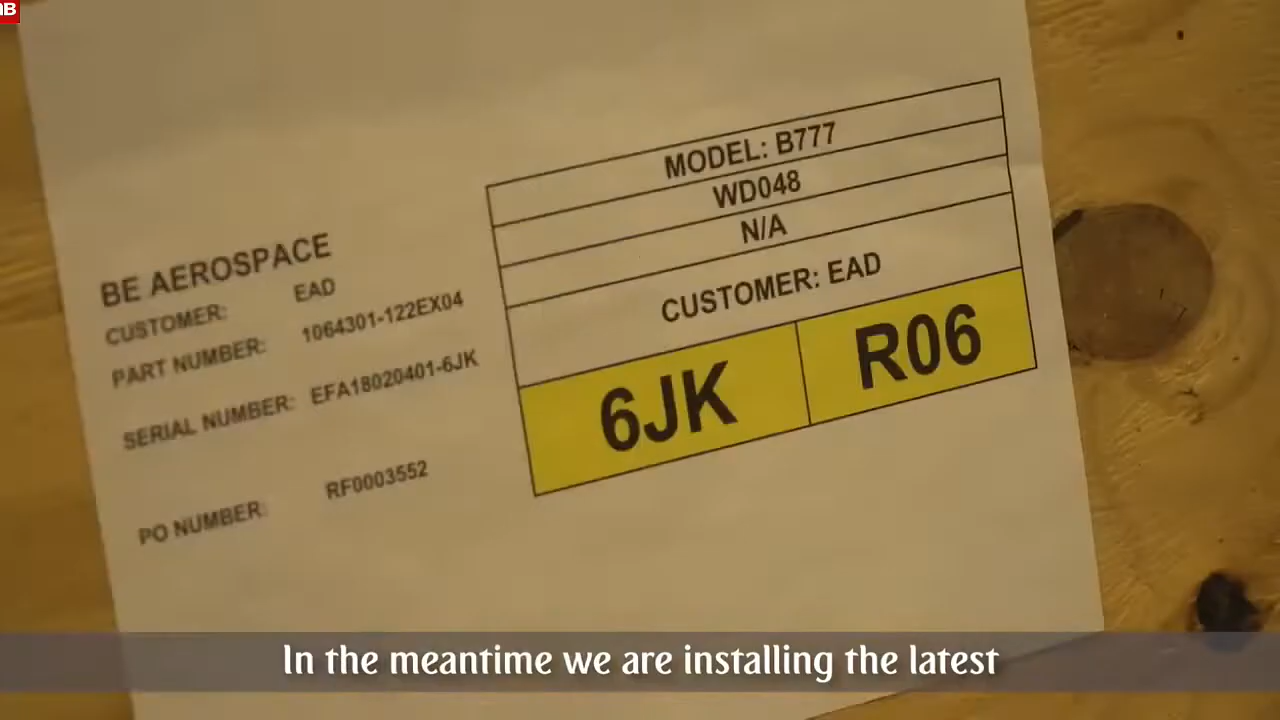 BE AEROSPACE
CUSTOMER: EAD
PART NUMBER: 1064301-122EX04
SERIAL NUMBER: EFA18020401-6JK
PO NUMBER: RF0003552
MODEL: B777
WD048
N/A
CUSTOMER: EAD
6JK R06
In the meantime we are installing the latest